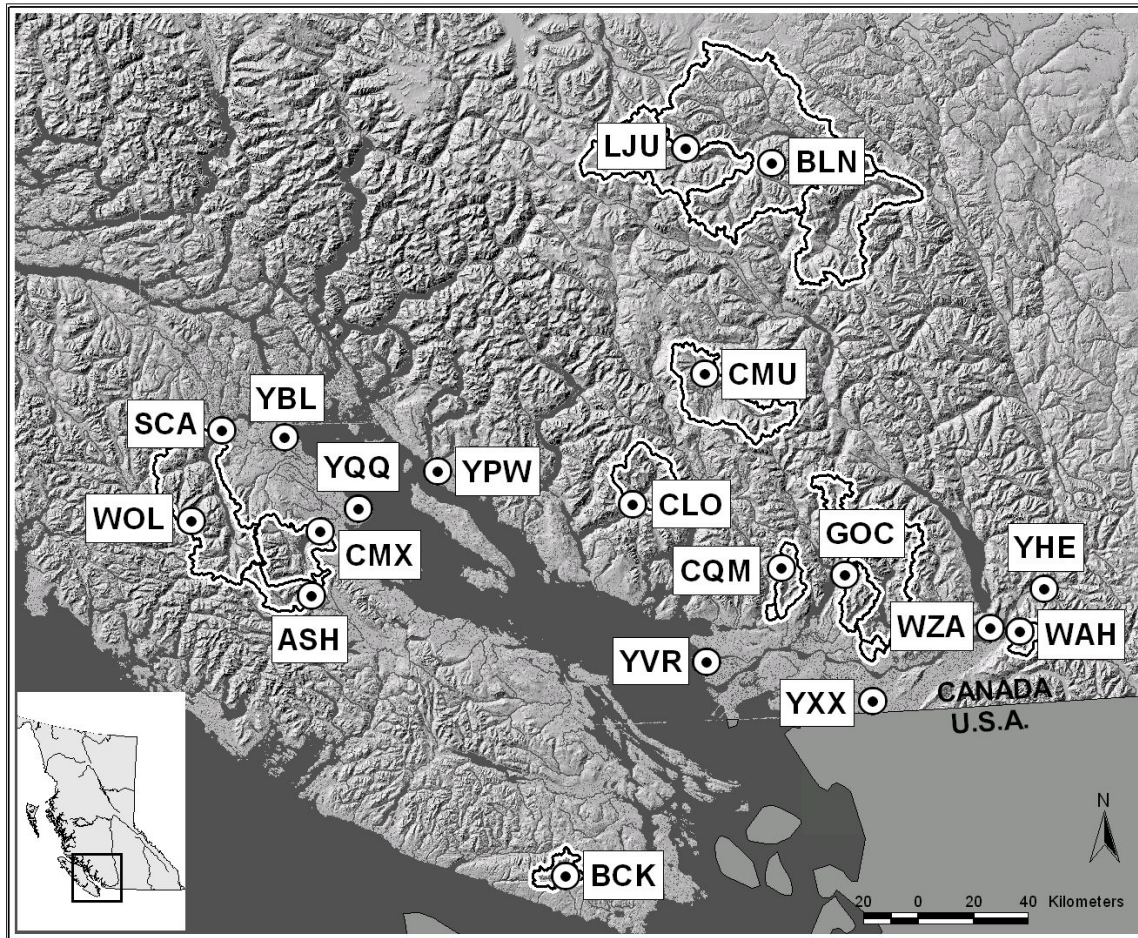 LJU
BLN
CMU
SCA
YBL
YQQ
YPW
WOL
CLO
GOC
CMX
CQM
YHE
ASH
WZA
WAH
YVR
YXX
CANADA
U.S.A.
N
BCK
20 0 20 40 Kilometers